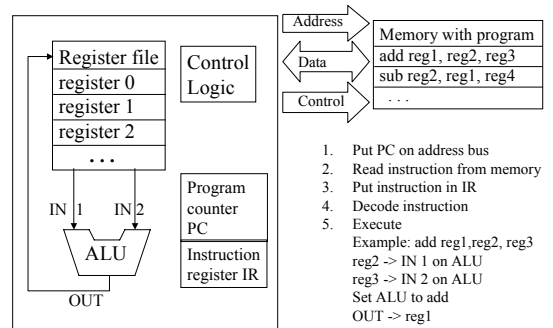 Register file
register 0
register 1
register 2
. . .
IN 1
IN 2
ALU
OUT
Control
Logic
Program
counter
PC
Instruction
register IR
Address
Data
Control
Memory with program
add reg1, reg2, reg3
sub reg2, reg1, reg4
. . .
1. Put PC on address bus
2. Read instruction from memory
3. Put instruction in IR
4. Decode instruction
5. Execute
Example: add reg1,reg2, reg3
reg2 -> IN 1 on ALU
reg3 -> IN 2 on ALU
Set ALU to add
OUT -> reg1